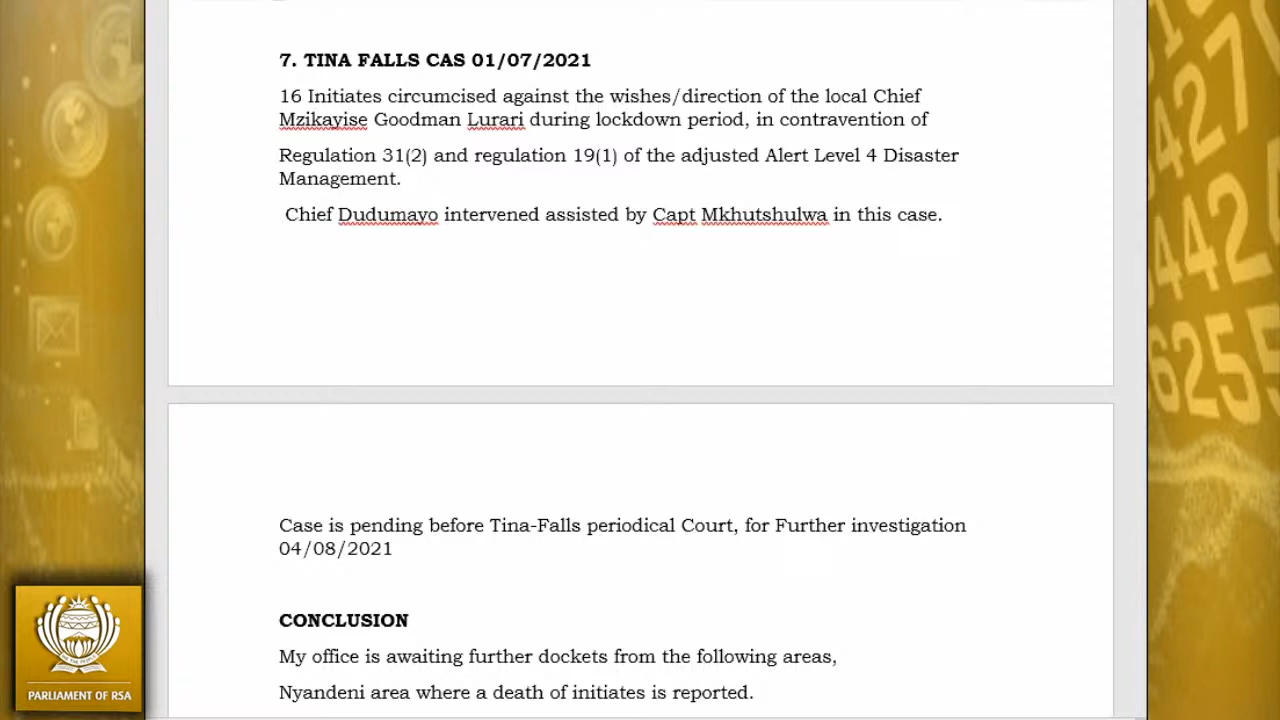 7. TINA FALLS CAS 01/07/2021
16 Initiates circumcised against the wishes/direction of the local Chief
Mzikayise Goodman Lurari during lockdown period, in contravention of
Regulation 31(2) and regulation 19(1) of the adjusted Alert Level 4 Disaster
Management.
Chief Dudumayo intervened assisted by Capt Mkhutshulwa in this case.
Case is pending before Tina-Falls periodical Court, for Further investigation
04/08/2021
CONCLUSION
My office is awaiting further dockets from the following areas,
Nyandeni area where a death of initiates is reported.
PARLIAMENT OF RSA